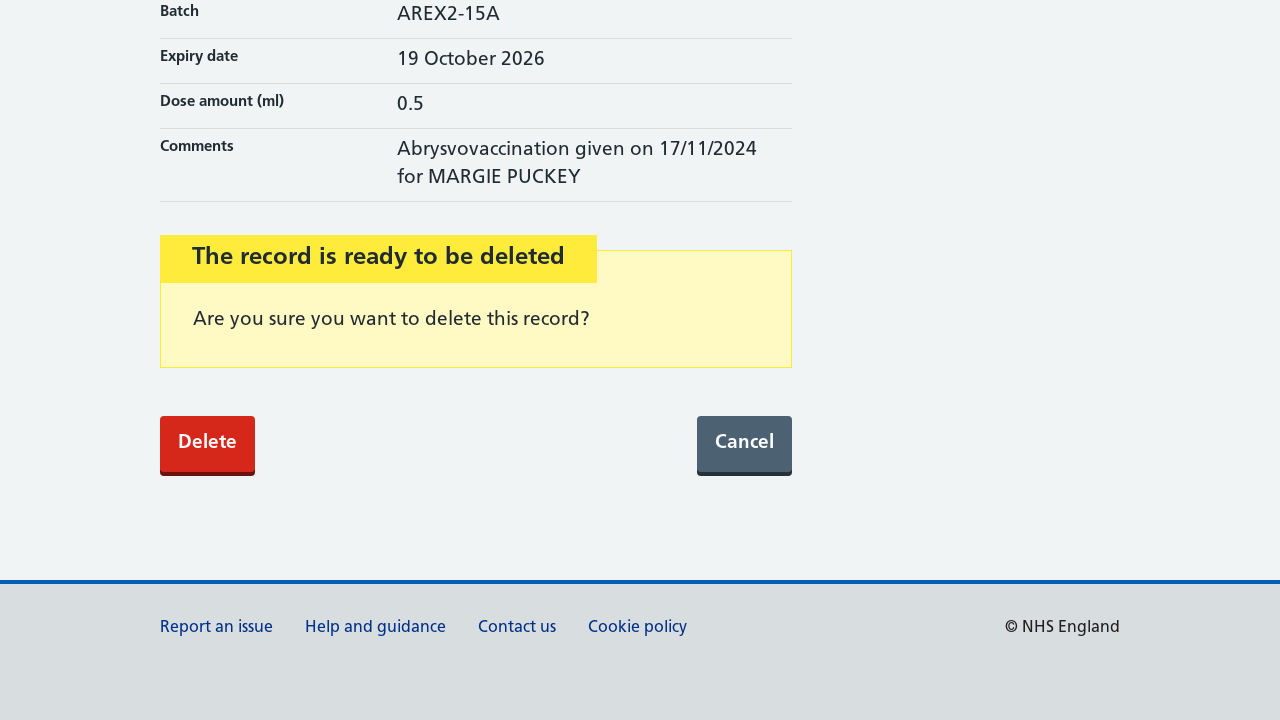 Batch
AREX2-15A
Expiry date
19 October 2026
Dose amount (ml)
0.5
Comments
Abrysvovaccination given on 17/11/2024
for MARGIE PUCKEY
The record is ready to be deleted
Are you sure you want to delete this record?
Delete
Cancel
Report an issue
Help and guidance
Contact us
Cookie policy
© NHS England